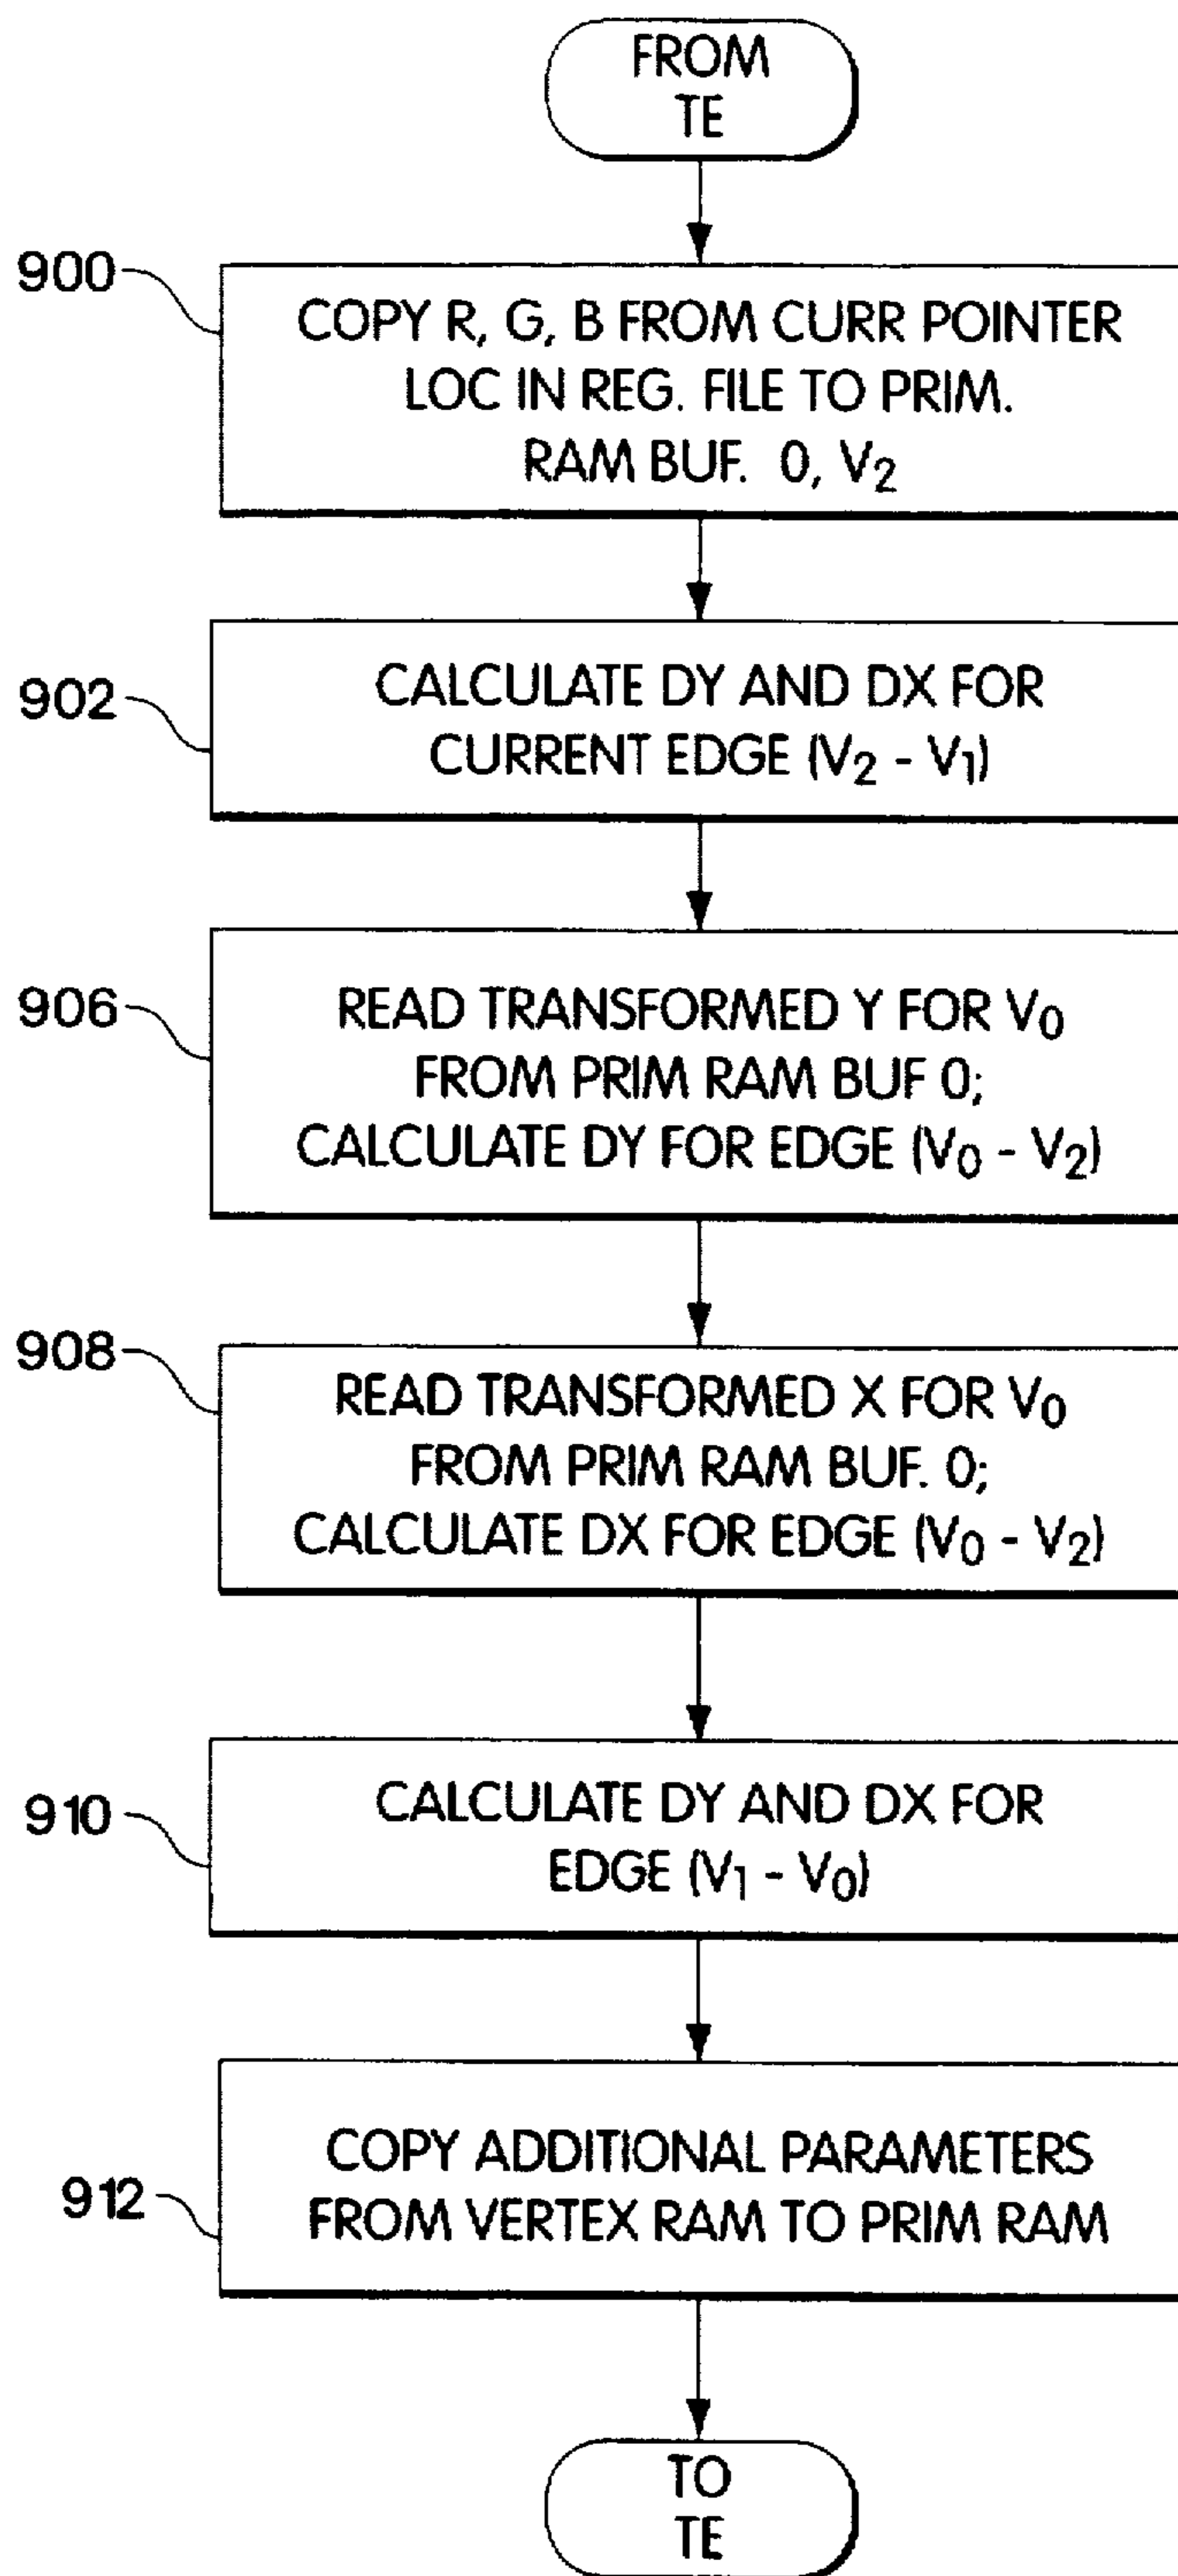 FROM
TE
900
COPY R, G, B FROM CURR POINTER
LOC IN REG. FILE TO PRIM.
RAM BUF. 0, V2
902
CALCULATE DY AND DX FOR
CURRENT EDGE (V2 - V1)
906
READ TRANSFORMED Y FOR V0
FROM PRIM RAM BUF 0;
CALCULATE DY FOR EDGE (V0 - V2)
908
READ TRANSFORMED X FOR V0
FROM PRIM RAM BUF. 0;
CALCULATE DX FOR EDGE (V0 - V2)
910
CALCULATE DY AND DX FOR
EDGE (V1 - V0)
912
COPY ADDITIONAL PARAMETERS
FROM VERTEX RAM TO PRIM RAM
TO
TE